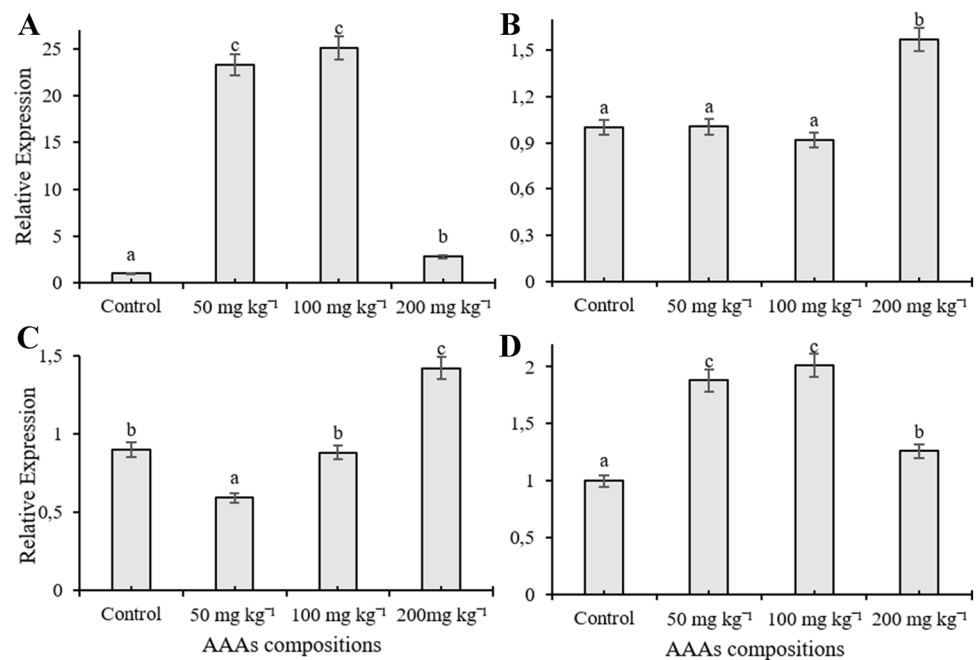 A
Relative Expression
25
20
15
10
5
0
c
c
a
b
Control
50 mg kg⁻¹
100 mg kg⁻¹
200 mg kg⁻¹
B
1,5
1,2
0,9
0,6
0,3
0
a
a
a
b
Control
50 mg kg⁻¹
100 mg kg⁻¹
200 mg kg⁻¹
C
Relative Expression
1,5
1
0,5
0
b
a
b
c
Control
50 mg kg⁻¹
100 mg kg⁻¹
200mg kg⁻¹
AAAs compositions
D
2
1,5
1
0,5
0
a
c
c
b
Control
50 mg kg⁻¹
100 mg kg⁻¹
200 mg kg⁻¹
AAAs compositions